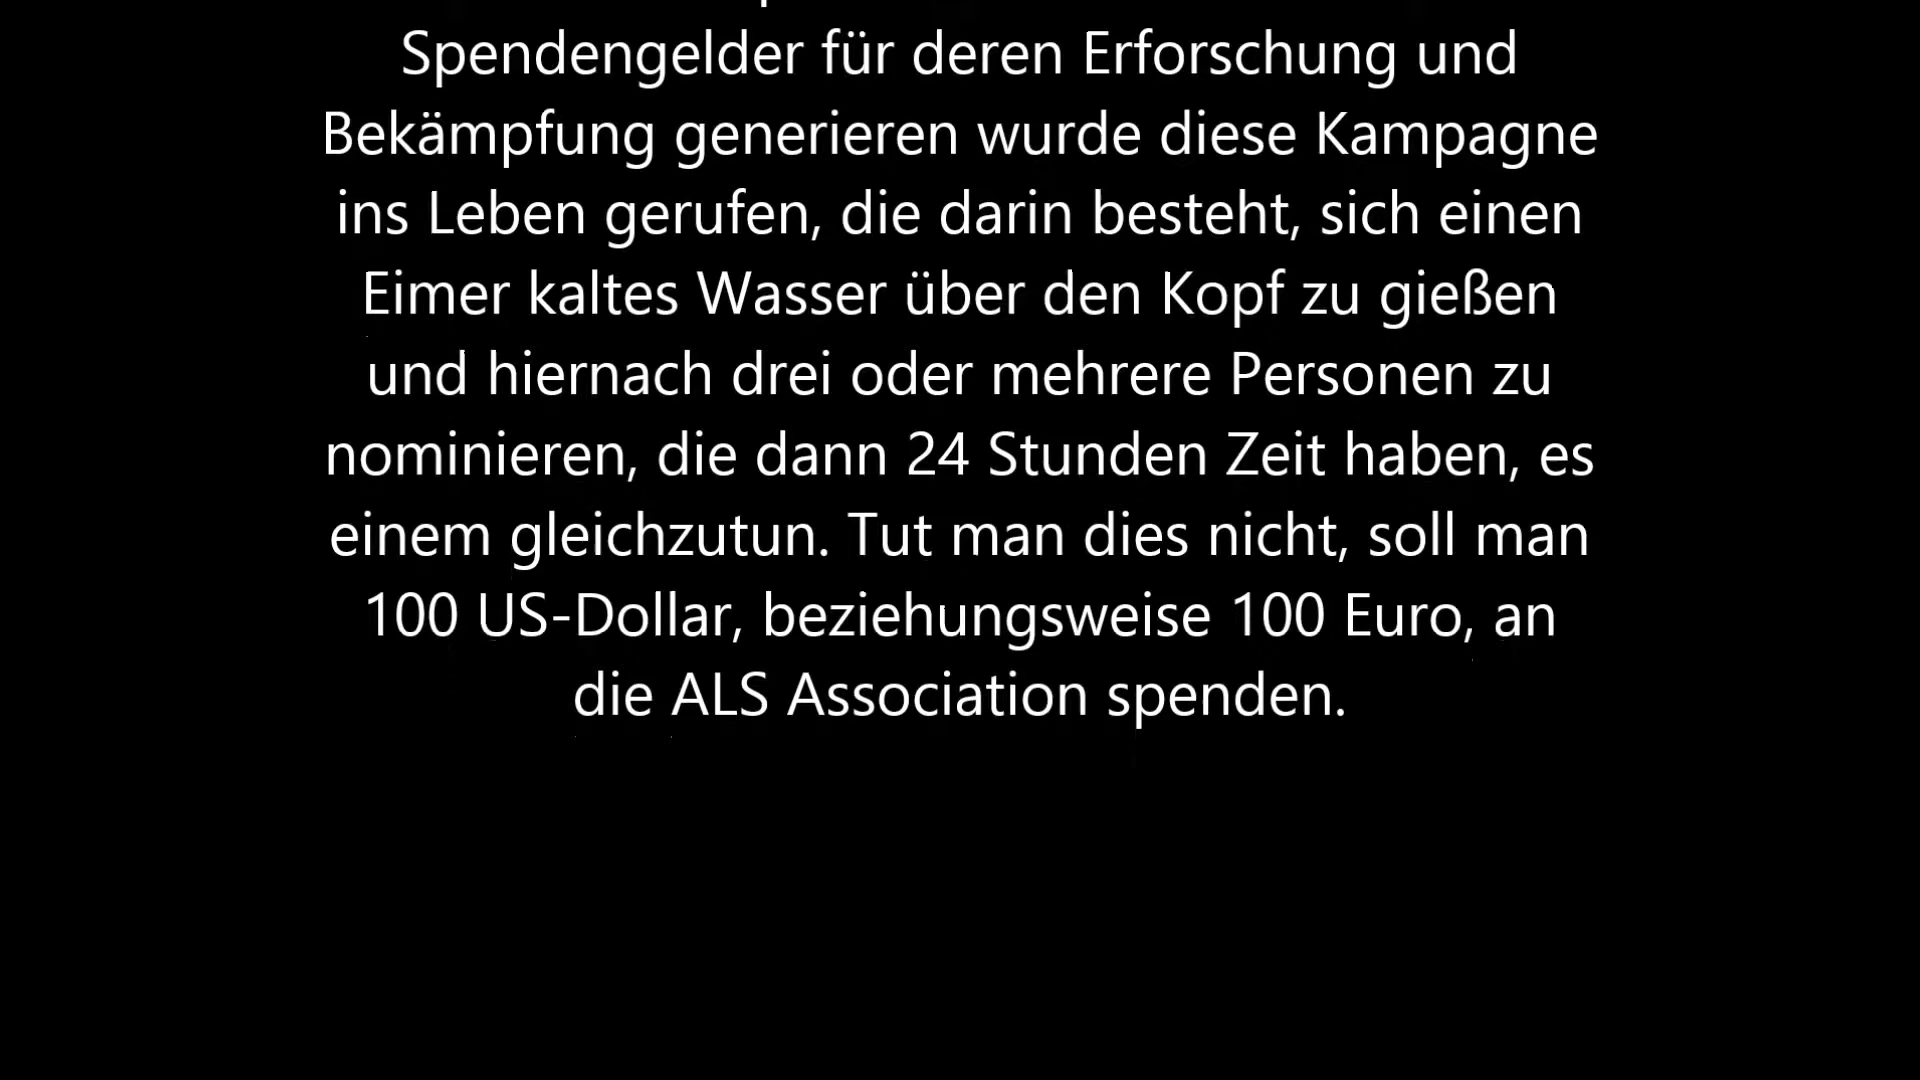 Spendengelder für deren Erforschung und
Bekämpfung generieren wurde diese Kampagne
ins Leben gerufen, die darin besteht, sich einen
Eimer kaltes Wasser über den Kopf zu gießen
und hiernach drei oder mehrere Personen zu
nominieren, die dann 24 Stunden Zeit haben, es
einem gleichzutun. Tut man dies nicht, soll man
100 US-Dollar, beziehungsweise 100 Euro, an
die ALS Association spenden.